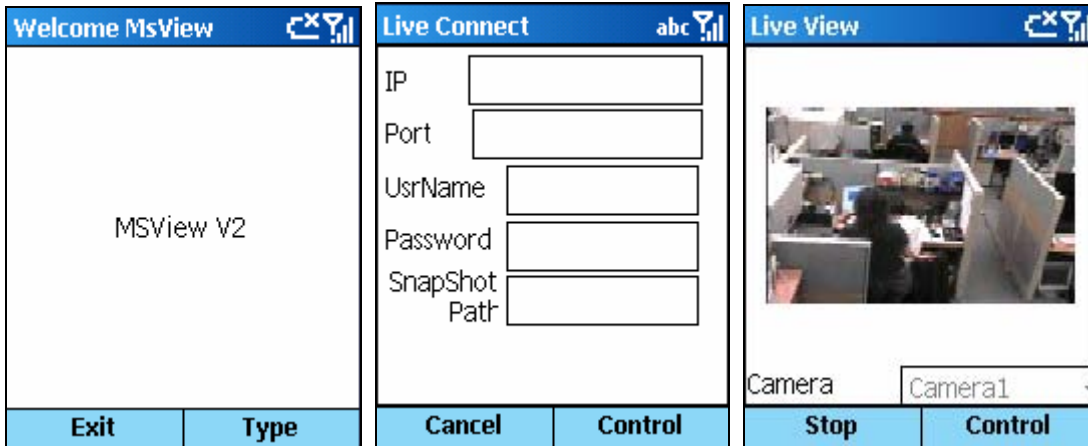 Welcome MsView
MSView V2
Exit Type
Live Connect abc
IP
Port
UsrName
Password
SnapShot
Path
Cancel Control
Live View
Camera Camera1
Stop Control